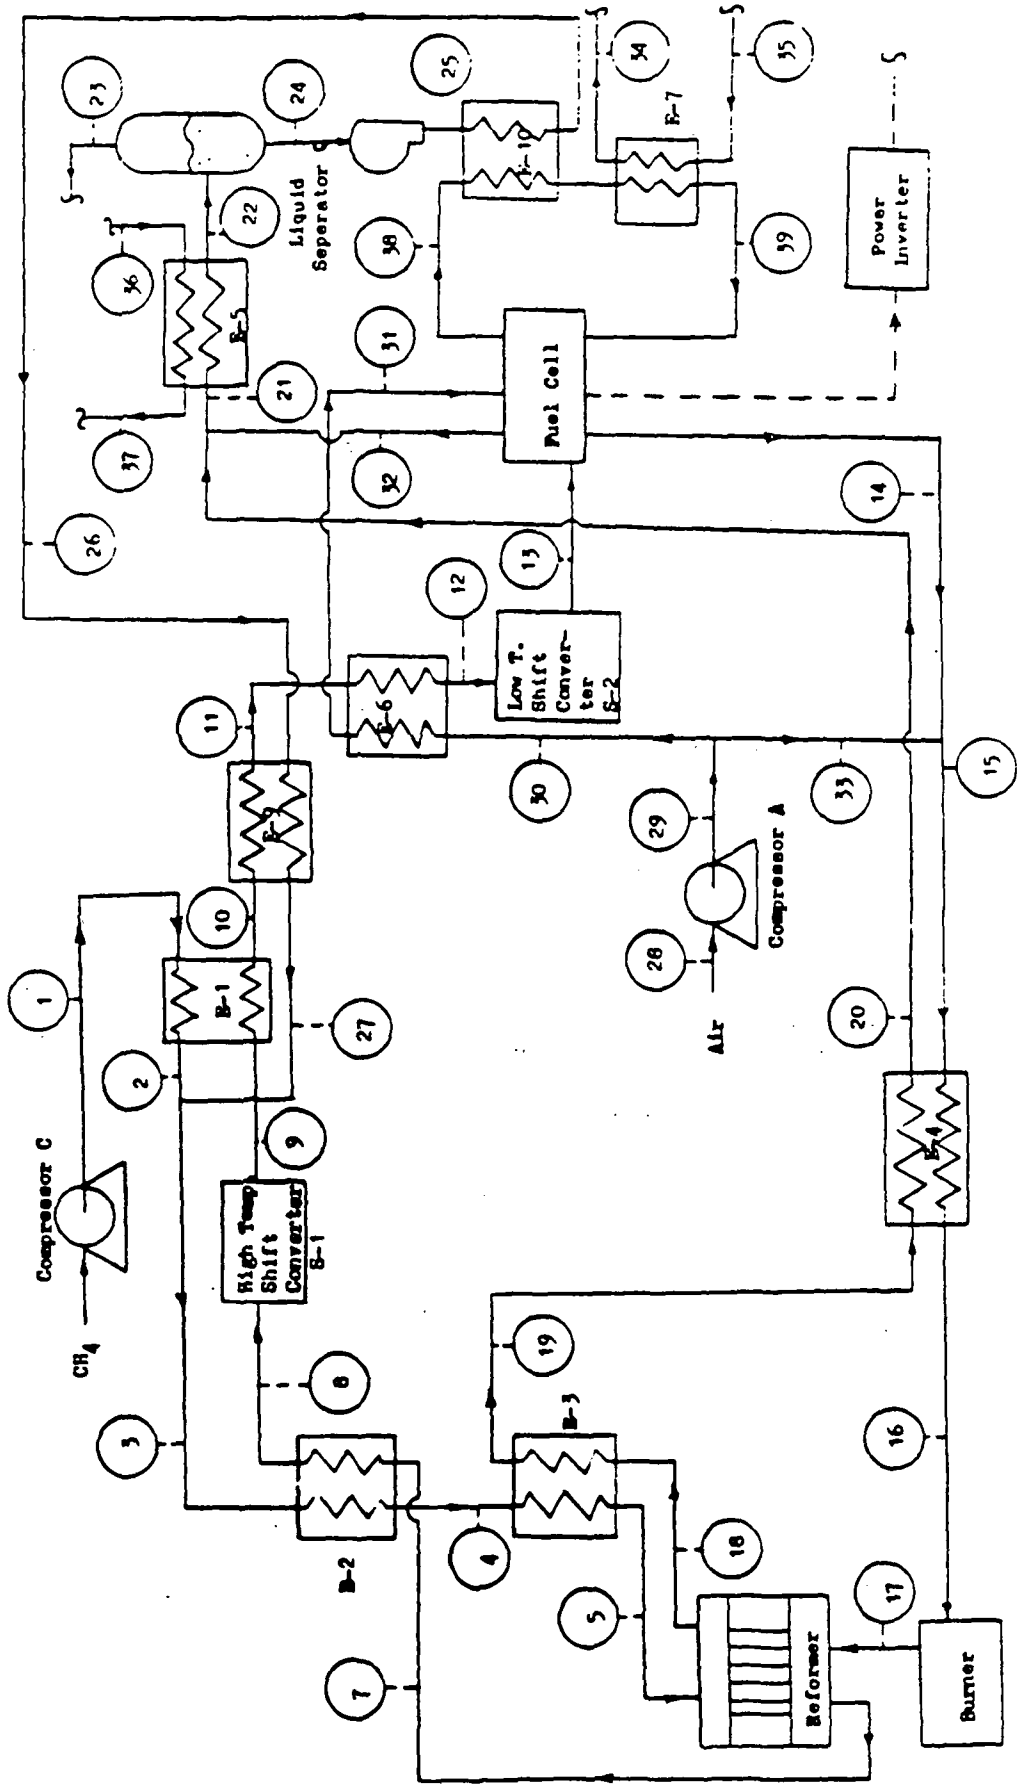 CH4
Compressor C
1
2
3
4
5
7
8
9
10
11
12
13
14
15
16
17
18
19
20
21
22
23
24
25
26
27
28
29
30
31
32
33
34
35
36
37
38
39
E-1
E-2
E-3
E-4
E-5
E-6
E-7
E-9
E-10
High Temp
Shift
Converter
S-1
Low T.
Shift
Conver-
ter
S-2
Liquid
Seperator
Fuel Cell
Power
Inverter
Air
Compressor A
Reformer
Burner